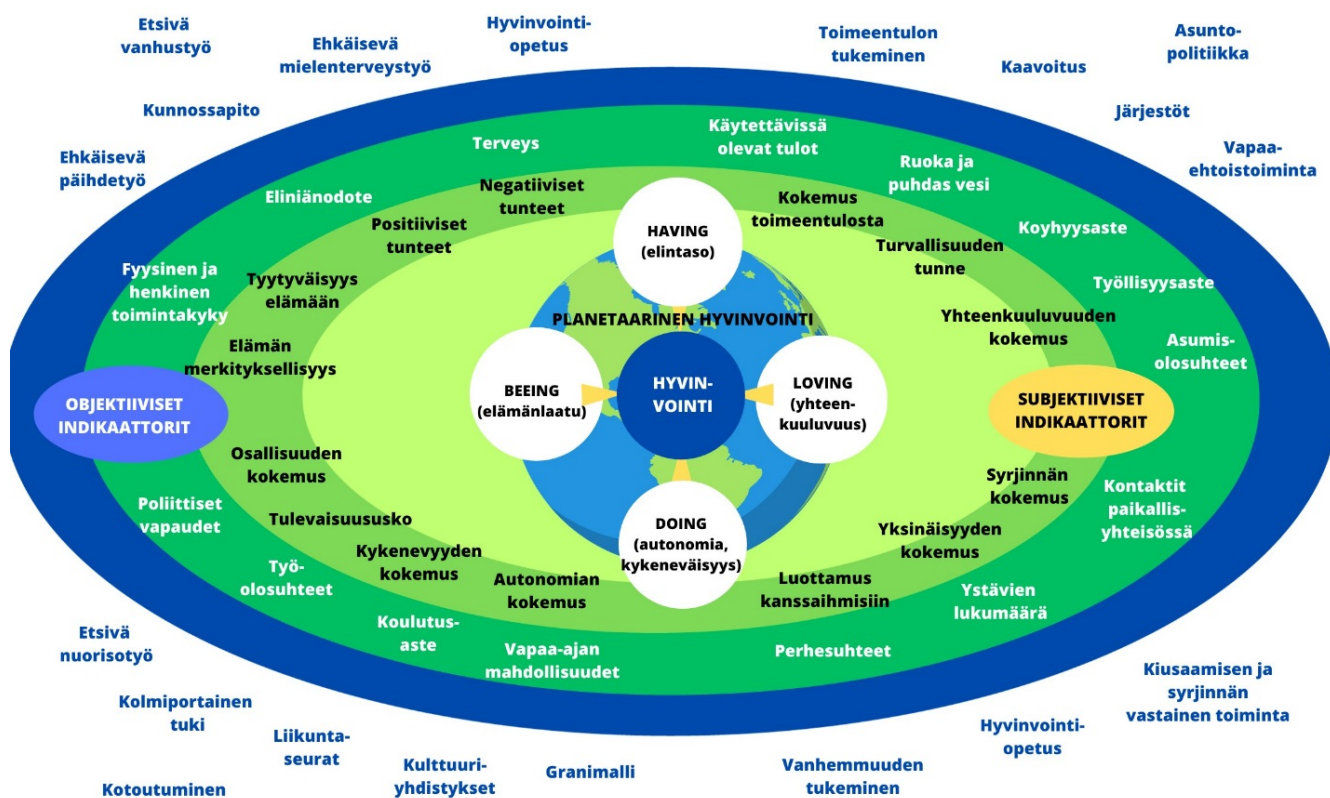 Etsivä
vanhustyö
Ehkäisevä
mielenterveystyö
Hyvinvointi-
opetus
Toimeentulon
tukeminen
Kaavoitus
Asunto-
politiikka
Kunnossapito
Järjestöt
Ehkäisevä
päihdetyö
Vapaa-
ehtoistoiminta
Terveys
Käytettävissä
olevat tulot
Ruoka ja
puhdas vesi
Eliniänodote
Koyhyysaste
Fyysinen ja
henkinen
toimintakyky
Työllisyysaste
Asumis-
olosuhteet
Negatiiviset
tunteet
Positiiviset
tunteet
Kokemus
toimeentulosta
Turvallisuuden
tunne
Tyytyväisyys
elämään
Yhteenkuuluvuuden
kokemus
Elämän
merkityksellisyys
HAVING
(elintaso)
PLANETAARINEN HYVINVOINTI
BEEING
(elämänlaatu)
HYVIN-
VOINTI
LOVING
(yhteen-
kuuluvuus)
OBJEKTIIVISET
INDIKAATTORIT
SUBJEKTIIVISET
INDIKAATTORIT
DOING
(autonomia,
kykeneväisyys)
Osallisuuden
kokemus
Syrjinnän
kokemus
Tulevaisuususko
Yksinäisyyden
kokemus
Kykenevyyden
kokemus
Autonomian
kokemus
Luottamus
kanssaihmisiin
Poliittiset
vapaudet
Kontaktit
paikallis-
yhteisössä
Työ-
olosuhteet
Ystävien
lukumäärä
Koulutus-
aste
Vapaa-ajan
mahdollisuudet
Perhesuhteet
Etsivä
nuorisotyö
Kiusaamisen ja
syrjinnän
vastainen toiminta
Kolmiportainen
tuki
Liikunta-
seurat
Hyvinvointi-
opetus
Kotoutuminen
Kulttuuri-
yhdistykset
Granimalli
Vanhemmuuden
tukeminen